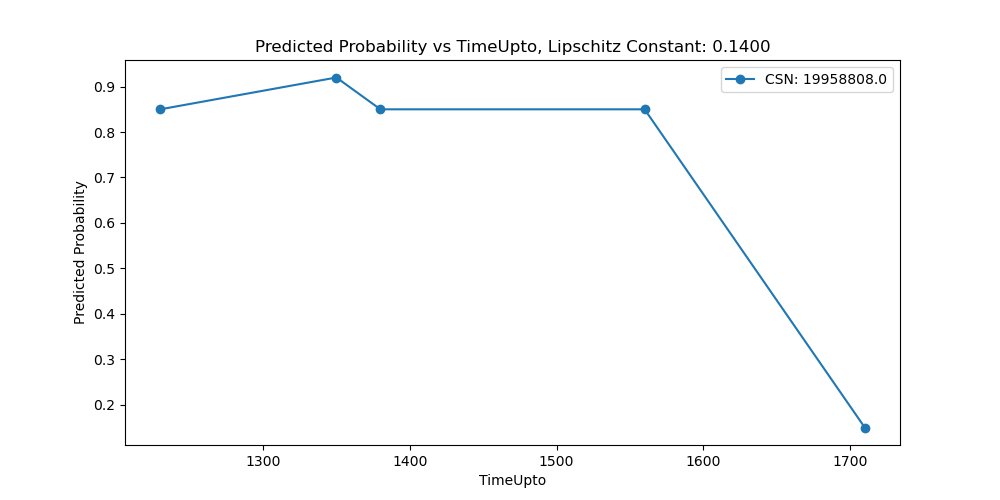 Predicted Probability vs TimeUpto, Lipschitz Constant: 0.1400
CSN: 19958808.0
Predicted Probability
0.9
0.8
0.7
0.6
0.5
0.4
0.3
0.2
1300 1400 1500 1600 1700
TimeUpto